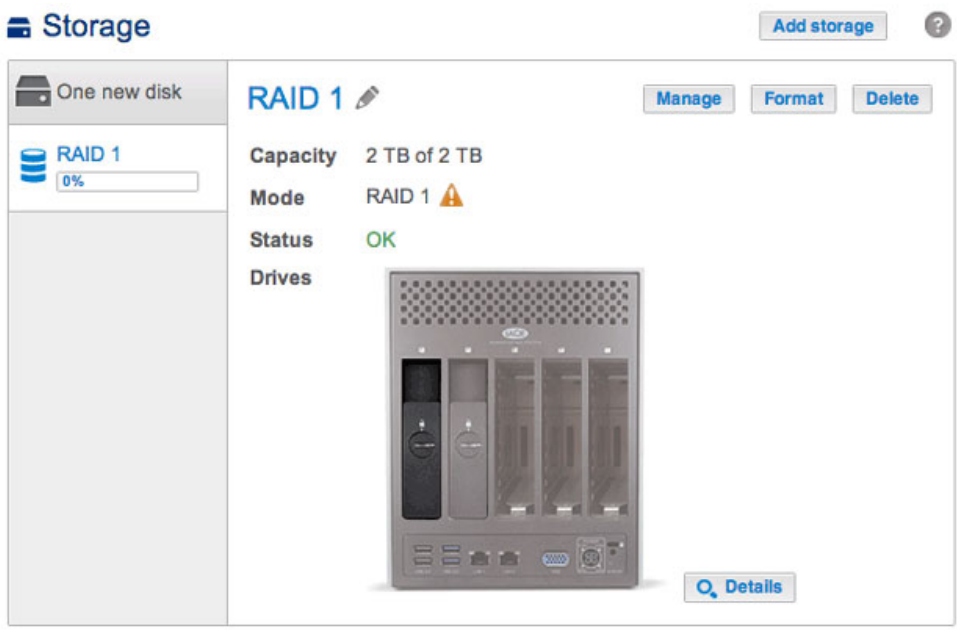 Storage
Add storage
?
One new disk
RAID 1
0%
RAID 1
Manage
Format
Delete
Capacity 2 TB of 2 TB
Mode RAID 1
Status OK
Drives
LACIE
Details